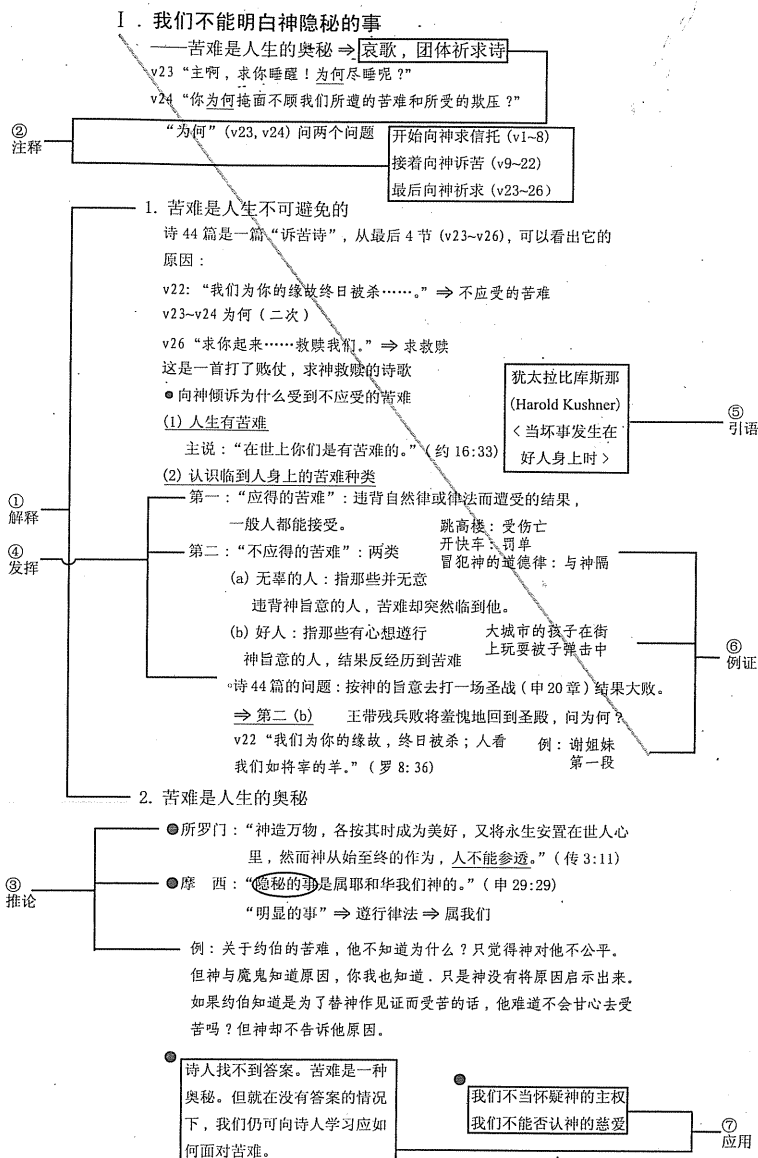 I．我们不能明白神隐秘的事
——苦难是人生的奥秘 ⇒ 哀歌，团体祈求诗
v23 “主啊，求你睡醒！为何尽睡呢？”
v24 “你为何掩面不顾我们所遭的苦难和所受的欺压？”
② 注释
“为何” (v23, v24) 问两个问题
开始向神求信托 (v1~8)
接着向神诉苦 (v9~22)
最后向神祈求 (v23~26)
1. 苦难是人生不可避免的
诗 44 篇是一篇“诉苦诗”，从最后 4 节 (v23~v26), 可以看出它的
原因：
v22: “我们为你的缘故终日被杀……。” ⇒ 不应受的苦难
v23~v24 为何（二次）
v26 “求你起来……救赎我们。” ⇒ 求救赎
这是一首打了败仗，求神救赎的诗歌
●向神倾诉为什么受到不应受的苦难
(1) 人生有苦难
主说：“在世上你们是有苦难的。”（约 16:33）
(2) 认识临到人身上的苦难种类
犹太拉比库斯那
(Harold Kushner)
＜当坏事发生在
好人身上时＞
⑤
引语
①
解释
④
发挥
第一：“应得的苦难”：违背自然律或律法而遭受的结果，
一般人都能接受。
跳高楼：受伤亡
开快车：罚单
冒犯神的道德律：与神隔
第二：“不应得的苦难”：两类
(a) 无辜的人：指那些并无意
违背神旨意的人，苦难却突然临到他。
(b) 好人：指那些有心想遵行
神旨意的人，结果反经历到苦难
大城市的孩子在街
上玩耍被子弹击中
⑥
例证
诗 44 篇的问题：按神的旨意去打一场圣战（申20 章）结果大败。
⇒ 第二 (b) 王带残兵败将羞愧地回到圣殿，问为何？
v22 “我们为你的缘故，终日被杀；人看
我们如将宰的羊。”（罗 8: 36）
例：谢姐妹
第一段
2. 苦难是人生的奥秘
●所罗门：“神造万物，各按其时成为美好，又将永生安置在世人心
里，然而神从始至终的作为，人不能参透。”（传 3:11）
③
推论
●摩　西：“隐秘的事是属耶和华我们神的。”（申 29:29）
“明显的事” ⇒ 遵行律法 ⇒ 属我们
例：关于约伯的苦难，他不知道为什么？只觉得神对他不公平。
但神与魔鬼知道原因，你我也知道．只是神没有将原因启示出来。
如果约伯知道是为了替神作见证而受苦的话，他难道不会甘心去受
苦吗？但神却不告诉他原因。
诗人找不到答案。苦难是一种
奥秘。但就在没有答案的情况
下，我们仍可向诗人学习应如
何面对苦难。
我们不当怀疑神的主权
我们不能否认神的慈爱
⑦
应用